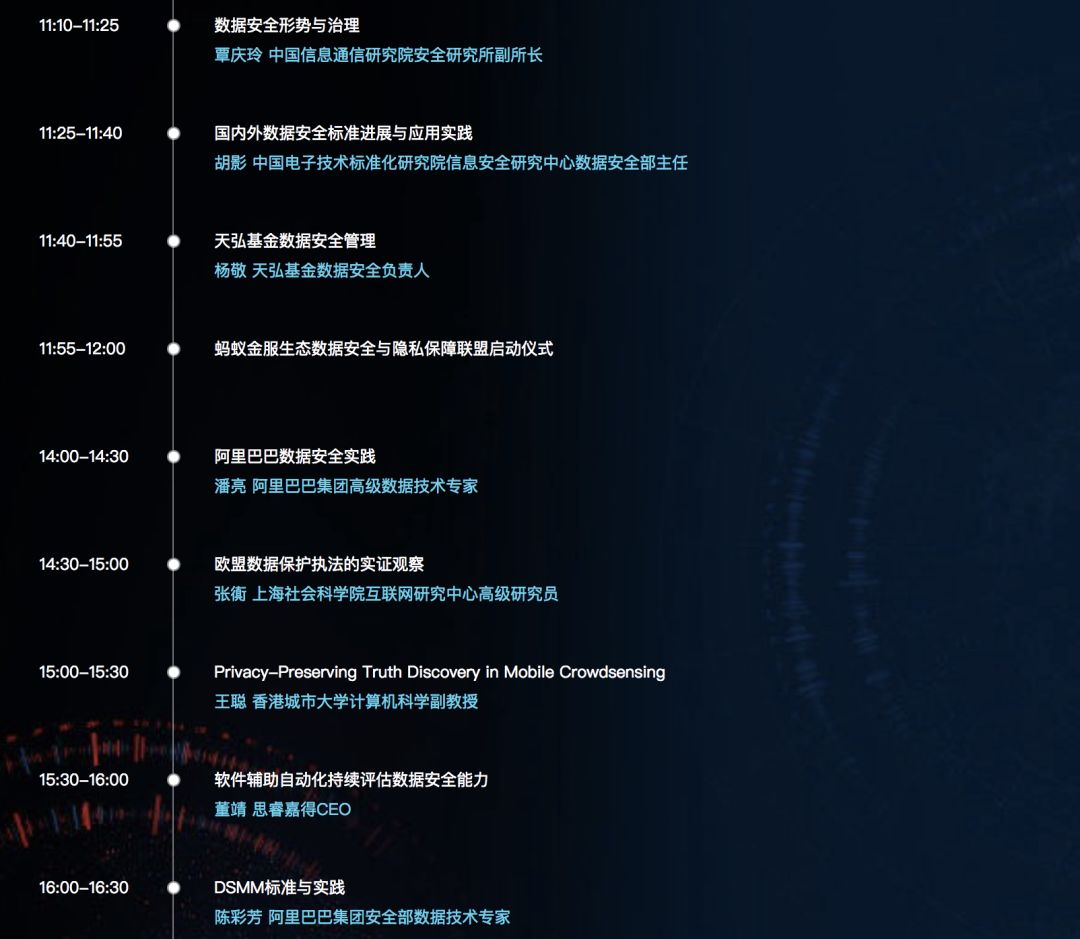 11:10–11:25 数据安全形势与治理
覃庆玲 中国信息通信研究院安全研究所副所长
11:25–11:40 国内外数据安全标准进展与应用实践
胡影 中国电子技术标准化研究院信息安全研究中心数据安全部主任
11:40–11:55 天弘基金数据安全管理
杨敬 天弘基金数据安全负责人
11:55–12:00 蚂蚁金服生态数据安全与隐私保障联盟启动仪式
14:00–14:30 阿里巴巴数据安全实践
潘亮 阿里巴巴集团高级数据技术专家
14:30–15:00 欧盟数据保护执法的实证观察
张衠 上海社会科学院互联网研究中心高级研究员
15:00–15:30 Privacy–Preserving Truth Discovery in Mobile Crowdsensing
王聪 香港城市大学计算机科学副教授
15:30–16:00 软件辅助自动化持续评估数据安全能力
董靖 思睿嘉得CEO
16:00–16:30 DSMM标准与实践
陈彩芳 阿里巴巴集团安全部数据技术专家